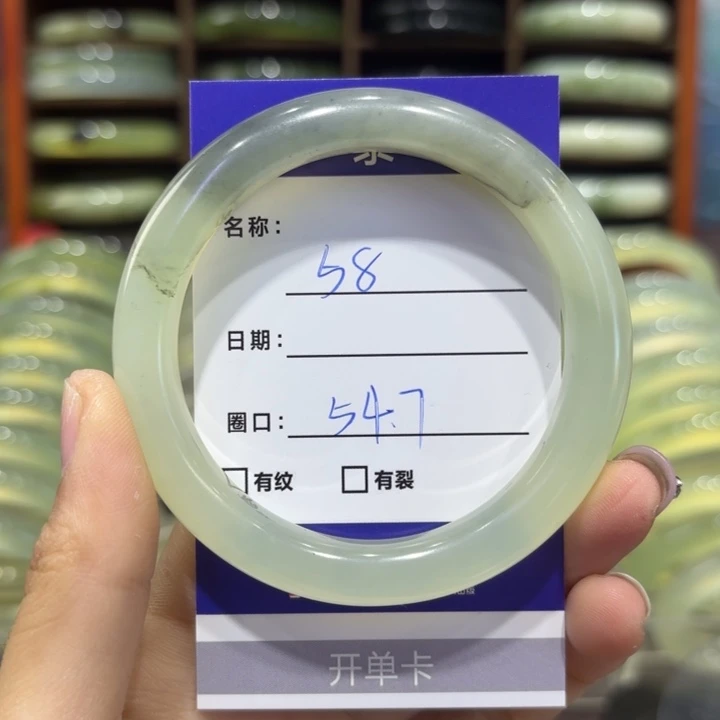 名称：58
日期：
圈口：54.7
□有纹 □有裂
开单卡